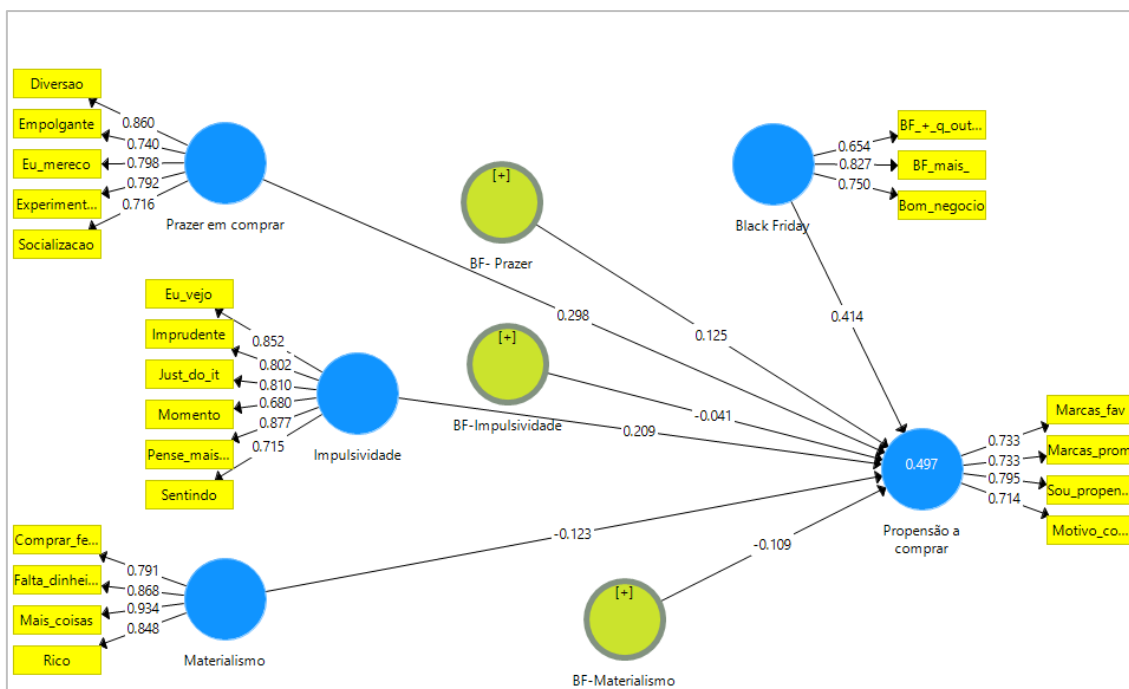 Diversao
0.860
Empolgante
0.740
Eu_mereco
0.798
Experiment...
0.792
Socializacao
0.716
Prazer em comprar
[+]
BF- Prazer
Black Friday
0.654
BF_+_q_out...
0.827
BF_mais_
0.750
Bom_negocio
Eu_vejo
0.852
Imprudente
0.802
Just_do_it
0.810
Momento
0.680
Pense_mais...
0.877
Sentindo
0.715
Impulsividade
[+]
BF-Impulsividade
0.298
0.125
0.414
-0.041
0.209
0.497
Propensão a
comprar
0.733
Marcas_fav
0.733
Marcas_prom
0.795
Sou_propen...
0.714
Motivo_co...
Comprar_fe...
0.791
Falta_dinhei...
0.868
Mais_coisas
0.934
Rico
0.848
Materialismo
-0.123
-0.109
[+]
BF-Materialismo